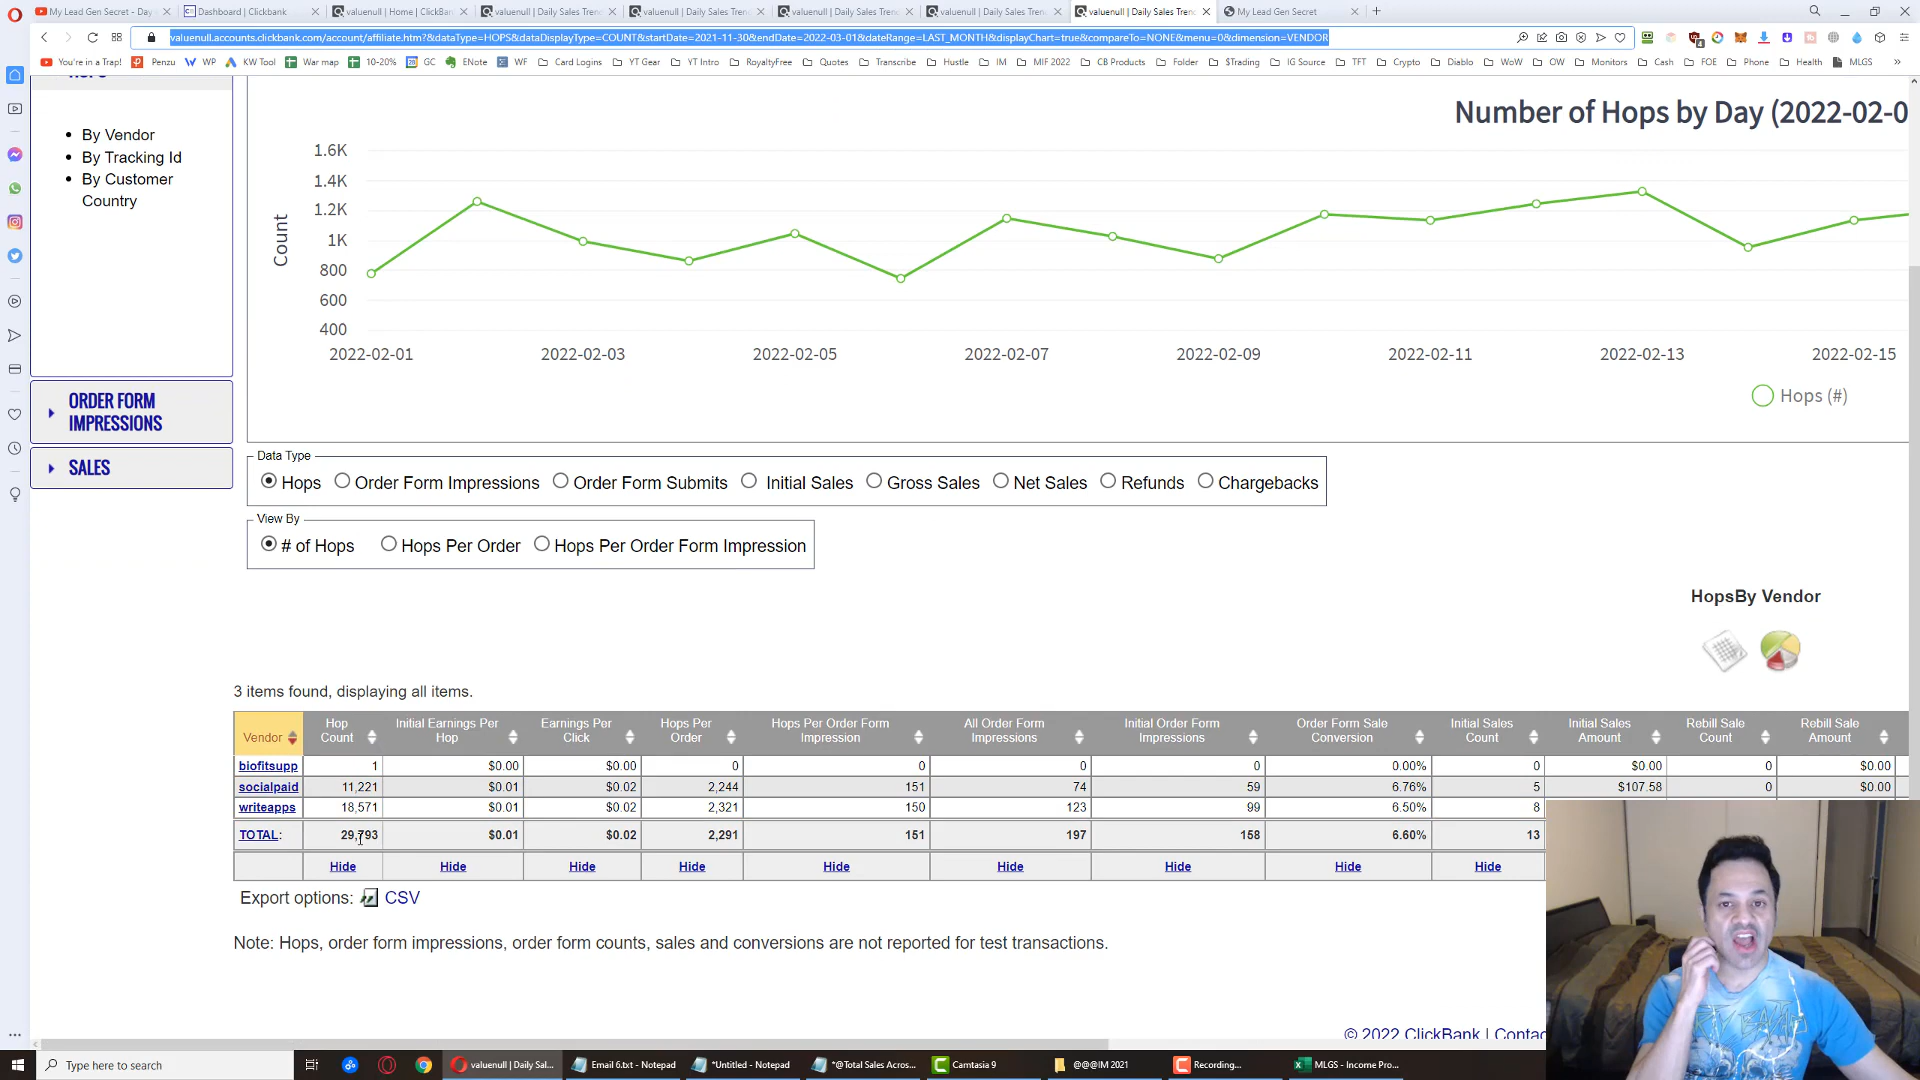 My Lead Gen Secret - Day
Dashboard | Clickbank
valuenull | Home | ClickBan
valuenull | Daily Sales Tren
valuenull | Daily Sales Tren
valuenull | Daily Sales Tren
valuenull | Daily Sales Tren
valuenull | Daily Sales Tren
My Lead Gen Secret
valuenull.accounts.clickbank.com/account/affiliate.htm?&dataType=HOPS&dataDisplayType=COUNT&startDate=2021-11-30&endDate=2022-03-01&dateRange=LAST_MONTH&displayChart=true&compareTo=NONE&menu=0&dimension=VENDOR
You're in a Trap! Penzu WP KW Tool War map 10-20% GC ENote WF Card Logins YT Gear YT Intro RoyaltyFree Quotes Transcribe Hustle IM MIF 2022 CB Products Folder $Trading IG Source TFT Crypto Diablo WoW OW Monitors Cash FOE Phone Health MLGS
By Vendor
By Tracking Id
By Customer
Country
ORDER FORM
IMPRESSIONS
SALES
Number of Hops by Day (2022-02-0
1.6K
1.4K
1.2K
1K
800
600
400
Count
2022-02-01 2022-02-03 2022-02-05 2022-02-07 2022-02-09 2022-02-11 2022-02-13 2022-02-15
Hops (#)
Data Type
Hops Order Form Impressions Order Form Submits Initial Sales Gross Sales Net Sales Refunds Chargebacks
View By
# of Hops Hops Per Order Hops Per Order Form Impression
HopsBy Vendor
3 items found, displaying all items.
Vendor Hop Count Initial Earnings Per Hop Earnings Per Click Hops Per Order Hops Per Order Form Impression All Order Form Impressions Initial Order Form Impressions Order Form Sale Conversion Initial Sales Count Initial Sales Amount Rebill Sale Count Rebill Sale Amount
biofitsupp 1 $0.00 $0.00 0 0 0 0 0.00% 0 $0.00 0 $0.00
socialpaid 11,221 $0.01 $0.02 2,244 151 74 59 6.76% 5 $107.58 0 $0.00
writeapps 18,571 $0.01 $0.02 2,321 150 123 99 6.50% 8
TOTAL: 29,793 $0.01 $0.02 2,291 151 197 158 6.60% 13
Hide Hide Hide Hide Hide Hide Hide Hide Hide
Export options: CSV
Note: Hops, order form impressions, order form counts, sales and conversions are not reported for test transactions.
© 2022 ClickBank | Contac
Type here to search
valuenull | Daily Sal...
Email 6.txt - Notepad
*Untitled - Notepad
*@Total Sales Acros...
Camtasia 9
@@@IM 2021
Recording...
MLGS - Income Pro...